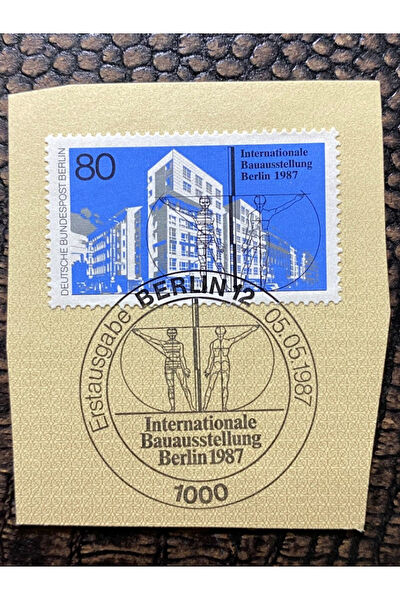 80
DEUTSCHE BUNDESPOST BERLIN
Internationale
Bauausstellung
Berlin 1987
Erstausgabe BERLIN 12 05.05.1987
Internationale
Bauausstellung
Berlin 1987
1000